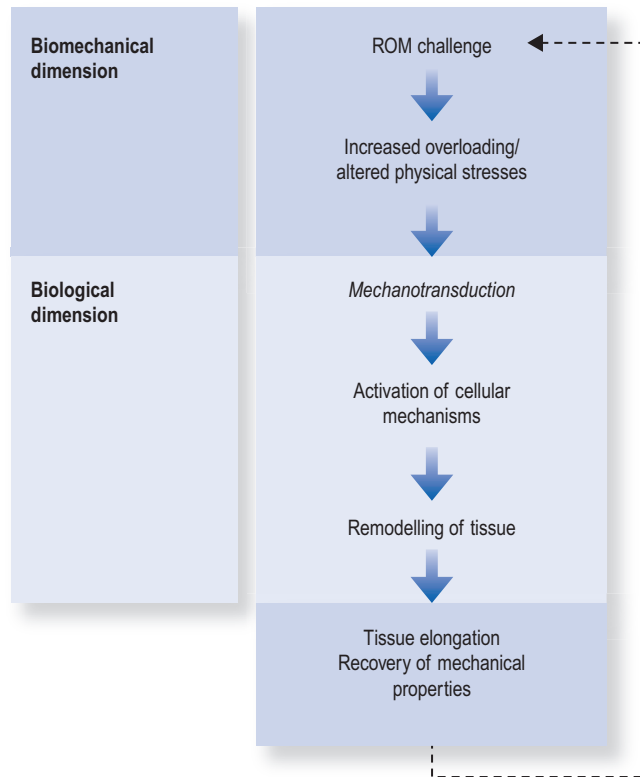 Biomechanical
dimension
ROM challenge
Increased overloading/
altered physical stresses
Biological
dimension
Mechanotransduction
Activation of cellular
mechanisms
Remodelling of tissue
Tissue elongation
Recovery of mechanical
properties